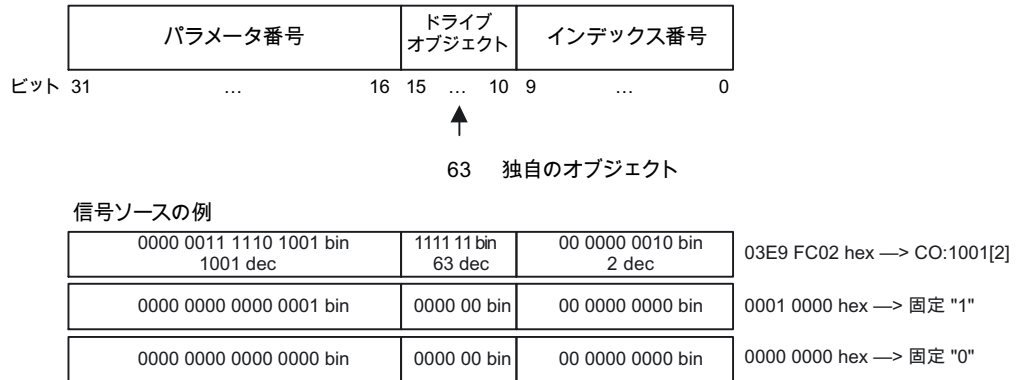 パラメータ番号 ドライブ オブジェクト インデックス番号
ビット 31 … 16 15 … 10 9 … 0
63 独自のオブジェクト
信号ソースの例
0000 0011 1110 1001 bin 1111 11 bin 00 0000 0010 bin
1001 dec 63 dec 2 dec
03E9 FC02 hex —> CO:1001[2]
0000 0000 0000 0001 bin 0000 00 bin 00 0000 0000 bin 0001 0000 hex —> 固定 "1"
0000 0000 0000 0000 bin 0000 00 bin 00 0000 0000 bin 0000 0000 hex —> 固定 "0"